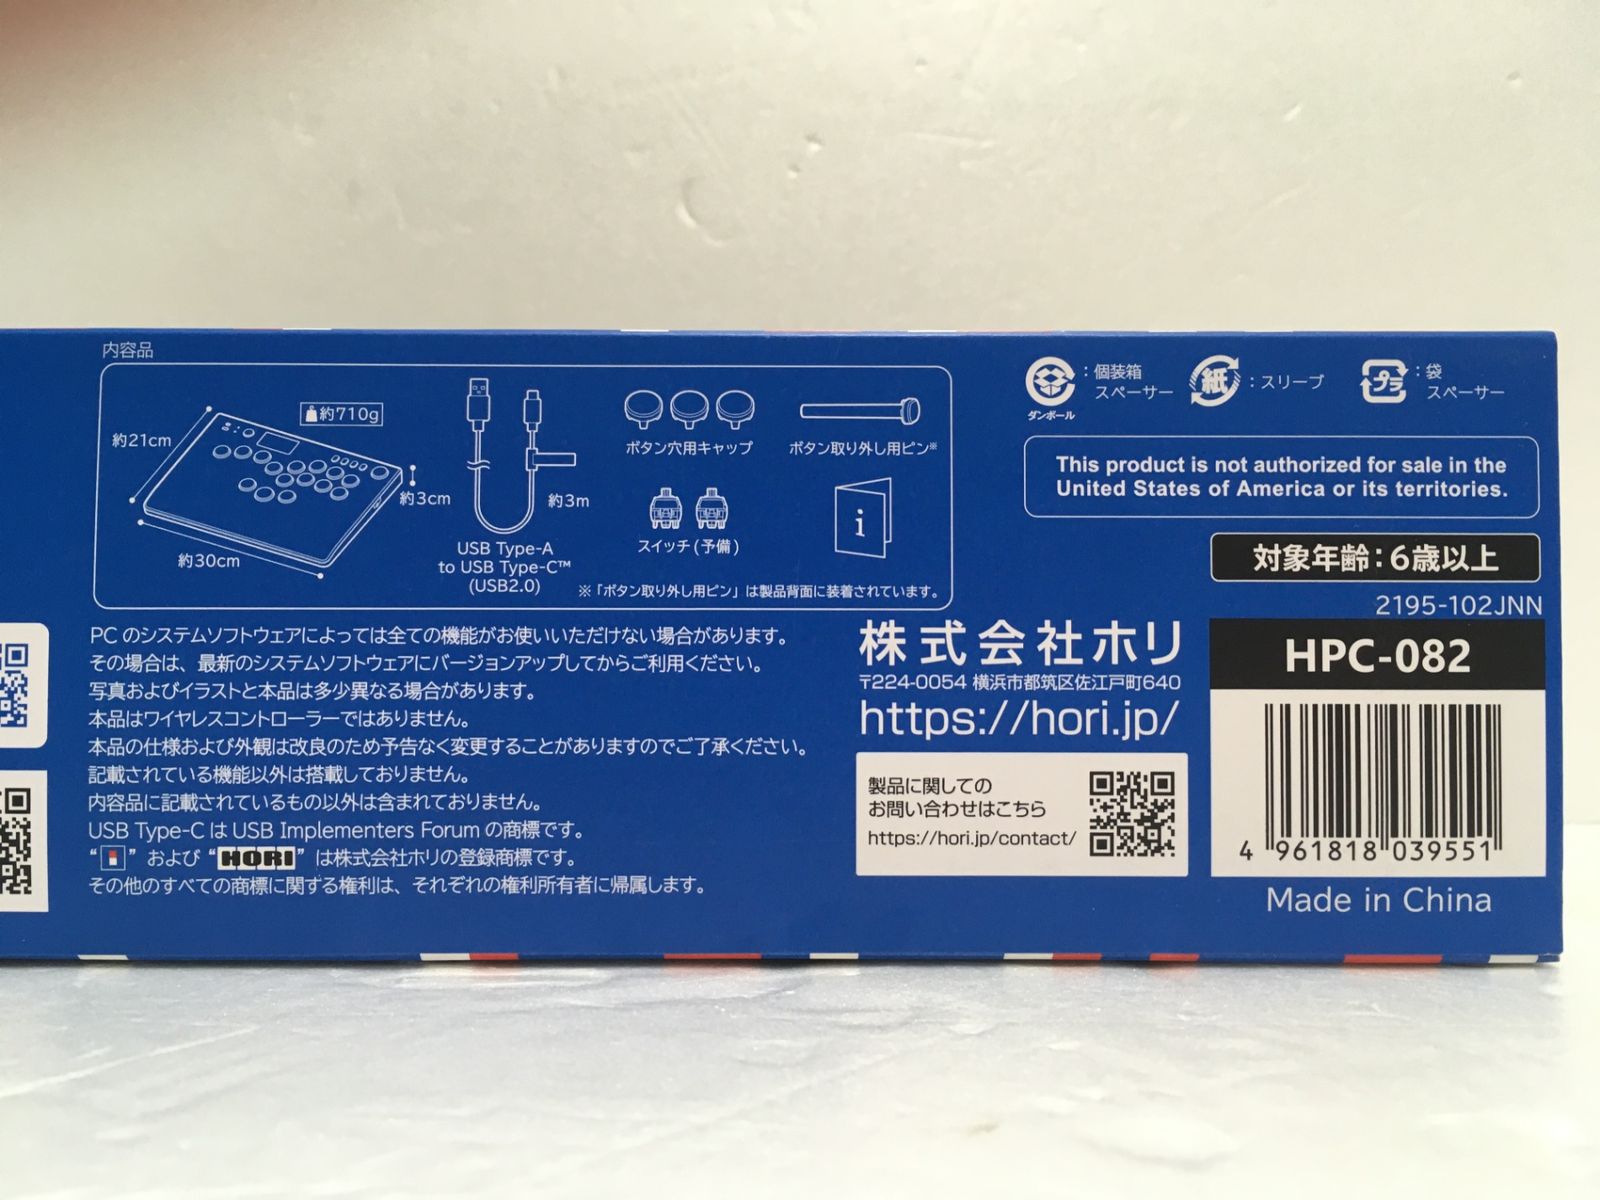 内容品
約710g
約21cm
約3cm
約30cm
約3m
USB Type-A
to USB Type-C™
(USB2.0)
ボタン穴用キャップ
ボタン取り外し用ピン※
スイッチ(予備)
i
※「ボタン取り外し用ピン」は製品背面に装着されています。
PCのシステムソフトウェアによっては全ての機能がお使いいただけない場合があります。
その場合は、最新のシステムソフトウェアにバージョンアップしてからご利用ください。
写真およびイラストと本品は多少異なる場合があります。
本品はワイヤレスコントローラーではありません。
本品の仕様および外観は改良のため予告なく変更することがありますのでご了承ください。
記載されている機能以外は搭載しておりません。
内容品に記載されているもの以外は含まれておりません。
USB Type-C は USB Implementers Forum の商標です。
“ ” および “HORI” は株式会社ホリの登録商標です。
その他のすべての商標に関する権利は、それぞれの権利所有者に帰属します。
ダンボール
：個装箱
スペーサー
紙
：スリーブ
プラ
：袋
スペーサー
This product is not authorized for sale in the
United States of America or its territories.
対象年齢：6歳以上
2195-102JNN
株式会社ホリ
〒224-0054 横浜市都筑区佐江戸町640
https://hori.jp/
製品に関しての
お問い合わせはこちら
https://hori.jp/contact/
HPC-082
4 961818 039551
Made in China